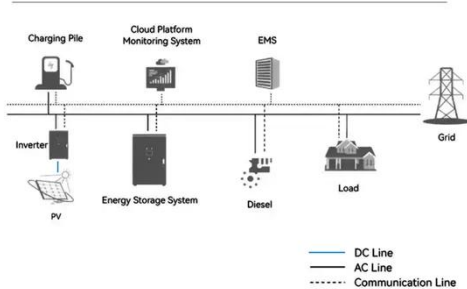 Charging Pile
Cloud Platform
Monitoring System
EMS
Grid
Inverter
PV
Energy Storage System
Diesel
Load
DC Line
AC Line
Communication Line